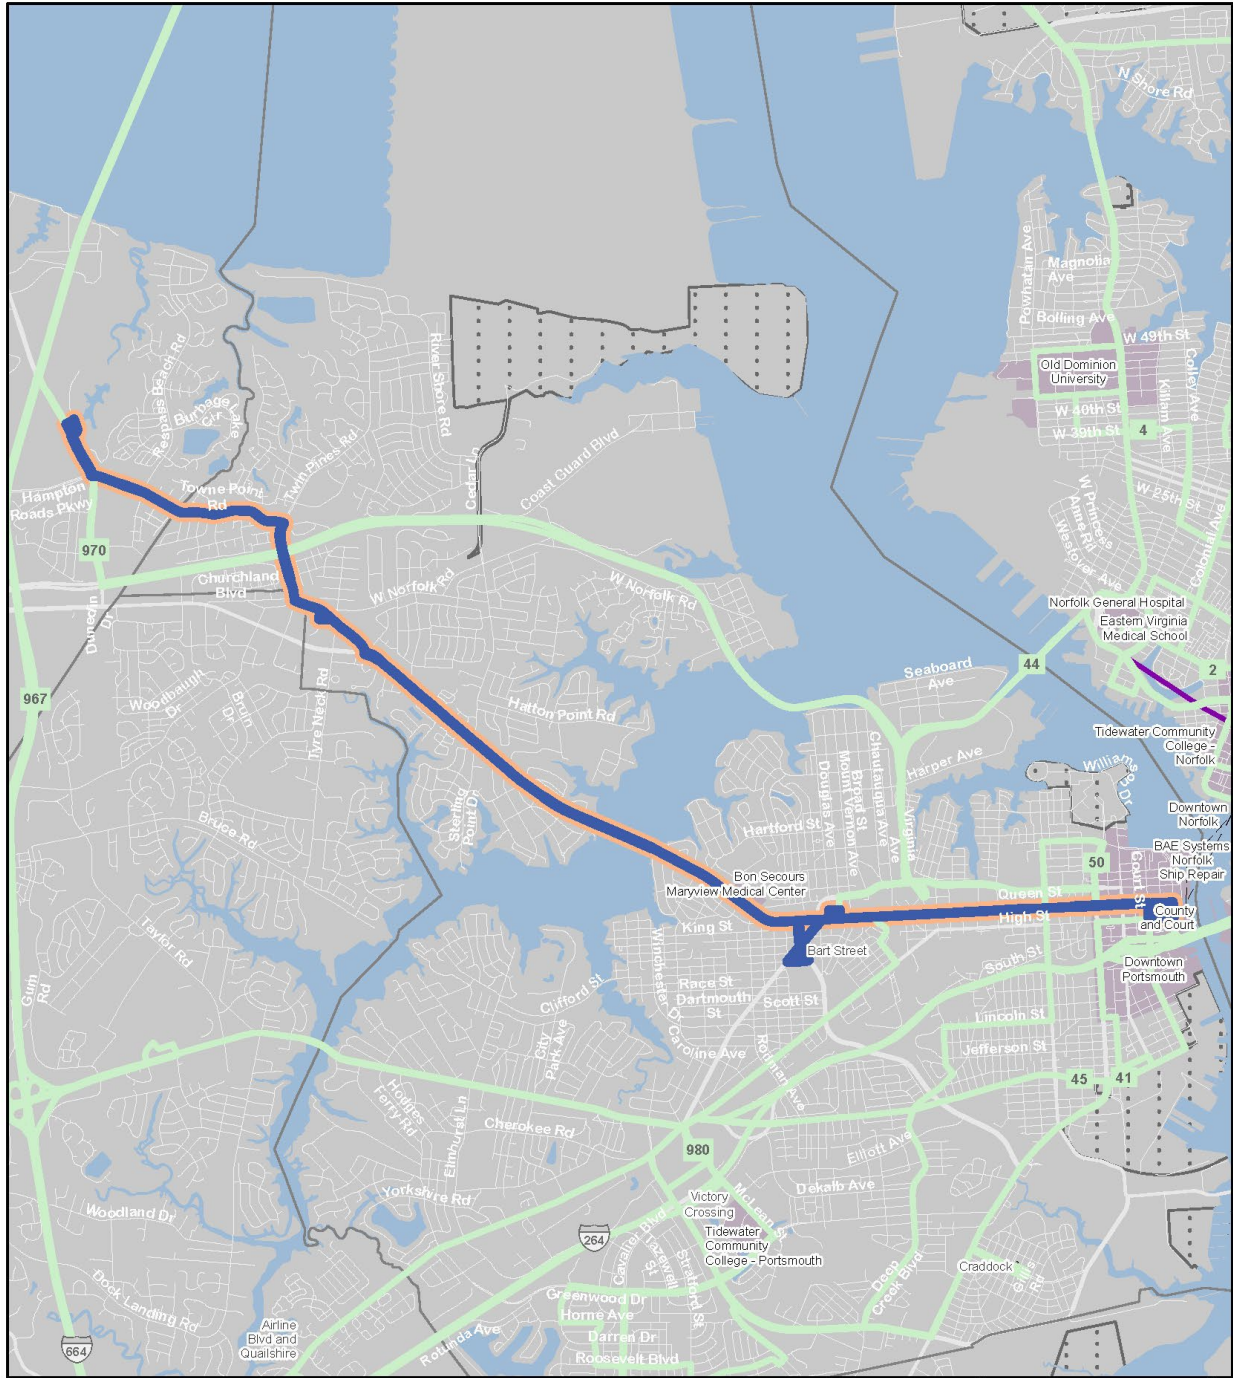 N Shore Rd
Powhatan Ave
Magnolia
Ave
Bolling Ave
W 49th St
Colley Ave
Killam Ave
Old Dominion
University
W 40th St
W 39th St
4
W 25th St
W Princess
Anne Rd
Westover Ave
Colonial Ave
River Shore Rd
Respass Beach Rd
Burbage Lake
Cir
Twin Pines Rd
Cedar Ln
Coast Guard Blvd
Hampton
Roads Pkwy
Towne Point
Rd
970
Churchland
Blvd
W Norfolk Rd
W Norfolk Rd
Dunedin
Dr
Norfolk General Hospital
Eastern Virginia
Medical School
44
2
967
Seaboard
Ave
Woodbaugh
Dr
Bruin
Dr
Tyre Neck Rd
Hatton Point Rd
Tidewater Community
College -
Norfolk
Harper Ave
Chautauqua Ave
Broad St
Mount Vernon Ave
Douglas Ave
Virginia
Ave
Downtown
Norfolk
Sterling
Point Dr
Bruce Rd
Hartford St
50
Court St
BAE Systems
Norfolk
Ship Repair
Bon Secours
Maryview Medical Center
Queen St
High St
County
and Court
King St
Bart Street
Taylor Rd
Winchester Dr
South St
Downtown
Portsmouth
Gum
Rd
Clifford St
Race St
Dartmouth
St
Scott St
Lincoln St
City
Park Ave
Caroline Ave
Rodman Ave
Jefferson St
45
41
Hodges
Ferry Rd
Elmhurst Ln
Cherokee Rd
980
Elliott Ave
Dekalb Ave
Yorkshire Rd
Woodland Dr
Victory
Crossing
McLean St
Tidewater
Community
College - Portsmouth
264
Cavalier Blvd
Tazewell
St
Stratford St
Deep
Creek Blvd
Craddock
Gillis
Rd
Dock Landing Rd
Greenwood Dr
Horne Ave
Airline
Blvd and
Quailshire
Rotunda Ave
Darren Dr
Roosevelt Blvd
664